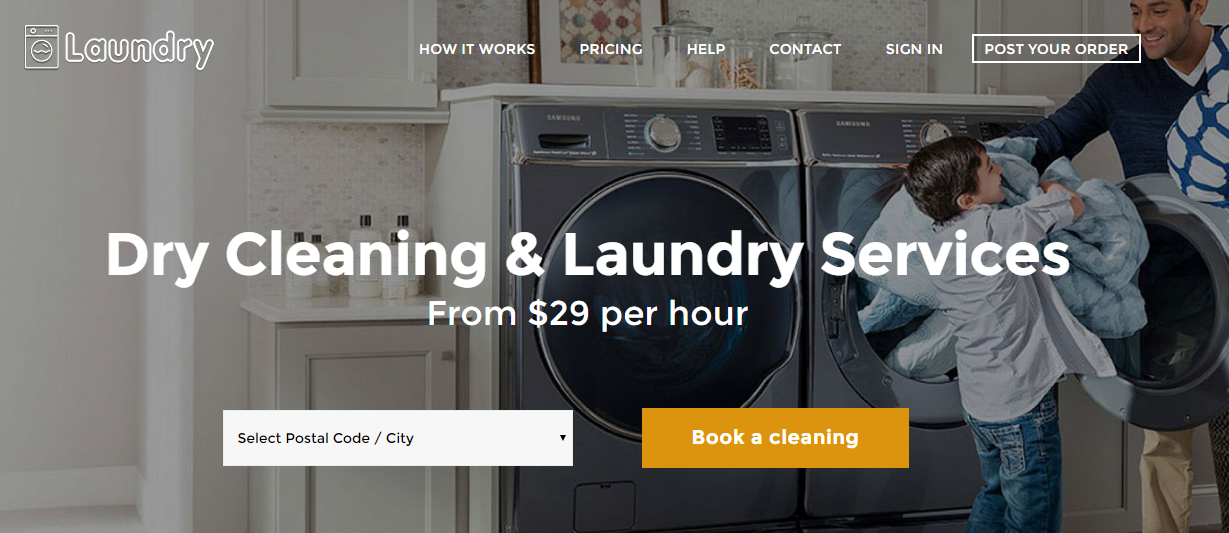 Laundry
HOW IT WORKS
PRICING
HELP
CONTACT
SIGN IN
POST YOUR ORDER
SAMSUNG
SAMSUNG
Dry Cleaning & Laundry Services
From $29 per hour
Select Postal Code / City
Book a cleaning